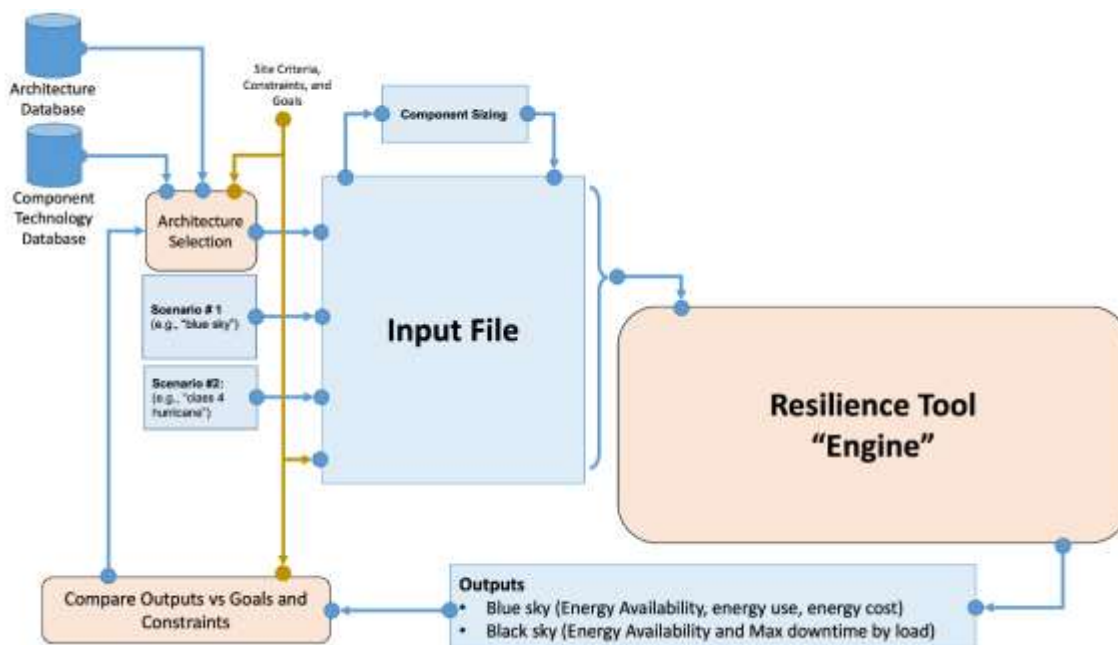 Architecture
Database
Component
Technology
Database
Site Criteria,
Constraints, and
Goals
Component Sizing
Architecture
Selection
Scenario # 1
(e.g., "blue sky")
Scenario #2:
(e.g., "class 4
hurricane")
Input File
Resilience Tool
“Engine”
Compare Outputs vs Goals and
Constraints
Outputs
• Blue sky (Energy Availability, energy use, energy cost)
• Black sky (Energy Availability and Max downtime by load)